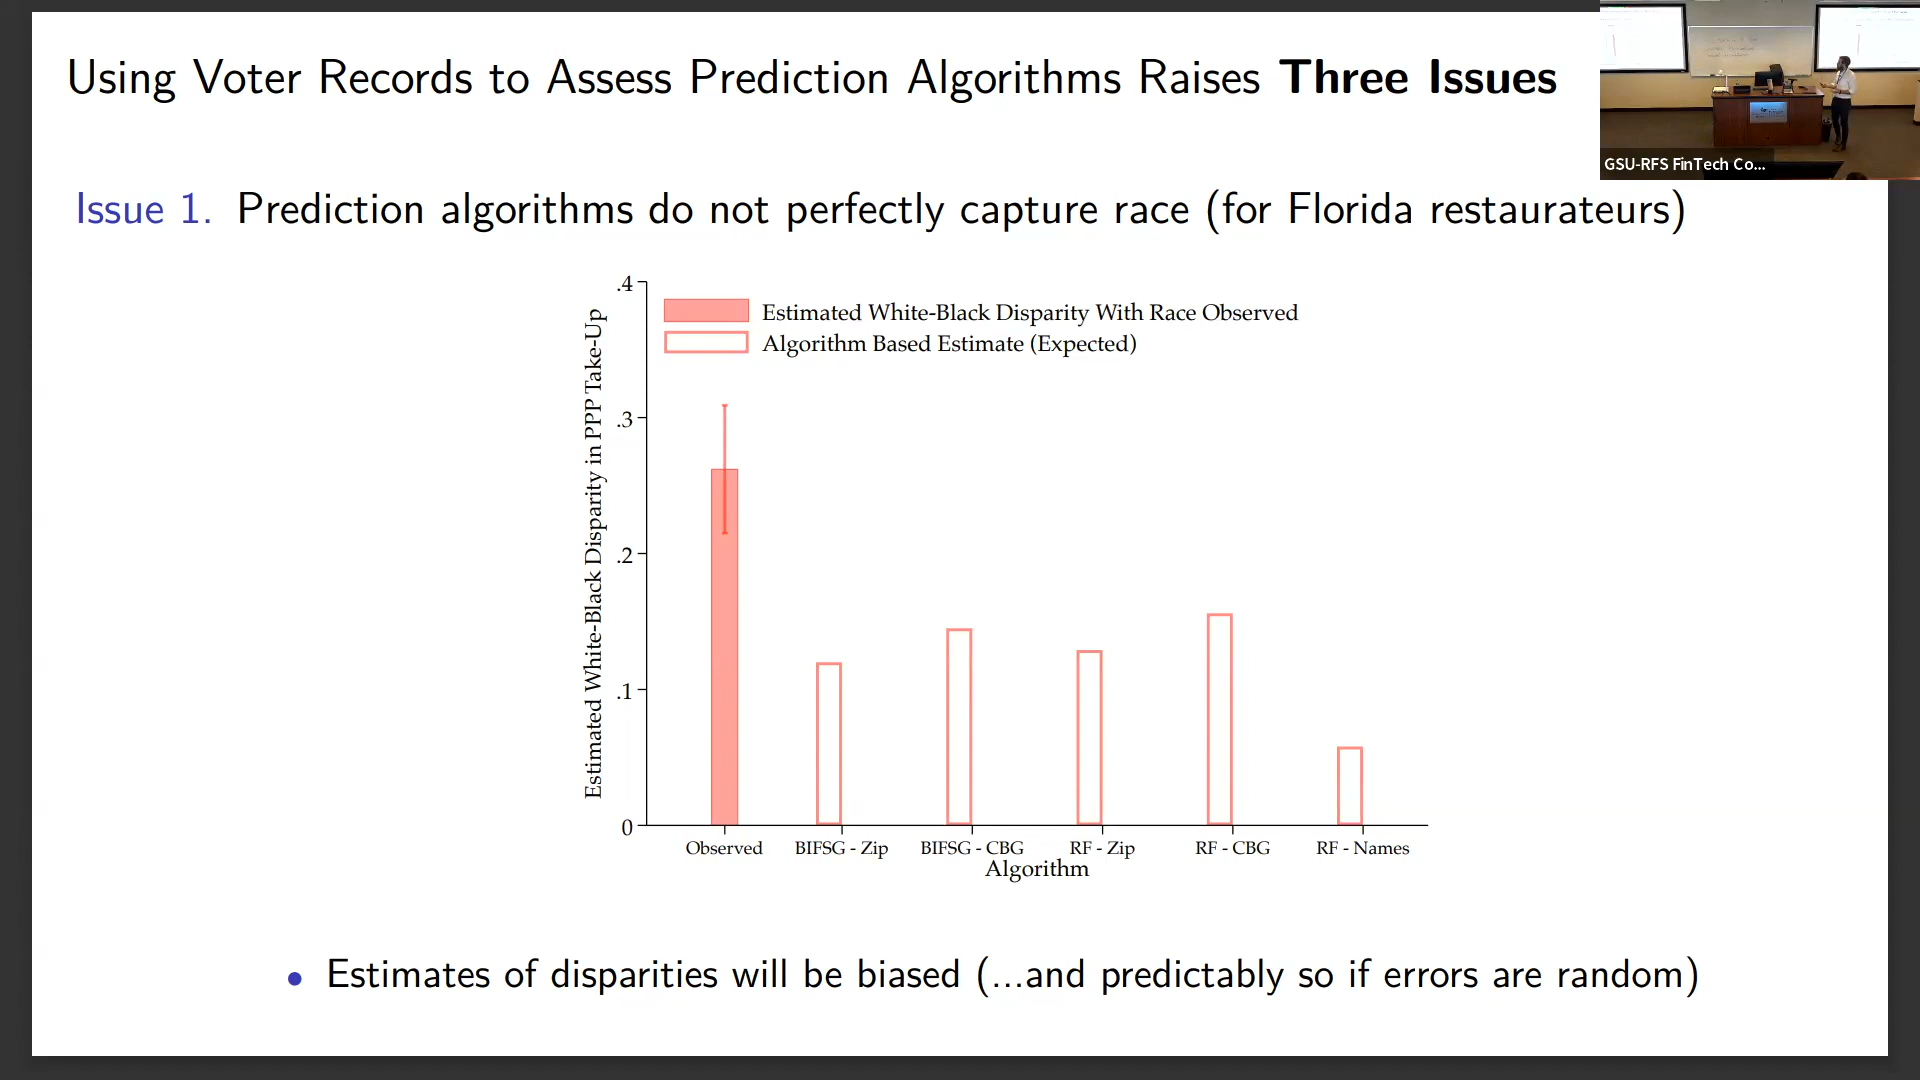 Using Voter Records to Assess Prediction Algorithms Raises Three Issues
GSU-RFS FinTech Co...
Issue 1. Prediction algorithms do not perfectly capture race (for Florida restaurateurs)
Estimated White-Black Disparity in PPP Take-Up
.4
.3
.2
.1
0
Estimated White-Black Disparity With Race Observed
Algorithm Based Estimate (Expected)
Observed
BIFSG - Zip
BIFSG - CBG
RF - Zip
RF - CBG
RF - Names
Algorithm
• Estimates of disparities will be biased (...and predictably so if errors are random)